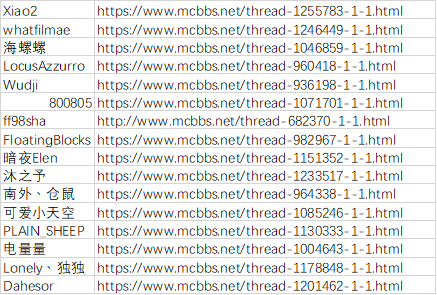 Xiao2 https://www.mcbbs.net/thread-1255783-1-1.html
whatfilmae https://www.mcbbs.net/thread-1246449-1-1.html
海螺螺 https://www.mcbbs.net/thread-1046859-1-1.html
LocusAzzurro https://www.mcbbs.net/thread-960418-1-1.html
Wudji https://www.mcbbs.net/thread-936198-1-1.html
800805 https://www.mcbbs.net/thread-1071701-1-1.html
ff98sha http://www.mcbbs.net/thread-682370-1-1.html
FloatingBlocks https://www.mcbbs.net/thread-982967-1-1.html
暗夜Elen https://www.mcbbs.net/thread-1151352-1-1.html
沐之予 https://www.mcbbs.net/thread-1233517-1-1.html
南外、仓鼠 https://www.mcbbs.net/thread-964338-1-1.html
可爱小天空 https://www.mcbbs.net/thread-1085246-1-1.html
PLAIN_SHEEP https://www.mcbbs.net/thread-1130333-1-1.html
电量量 https://www.mcbbs.net/thread-1004643-1-1.html
Lonely、独独 https://www.mcbbs.net/thread-1178848-1-1.html
Dahesor https://www.mcbbs.net/thread-1201462-1-1.html